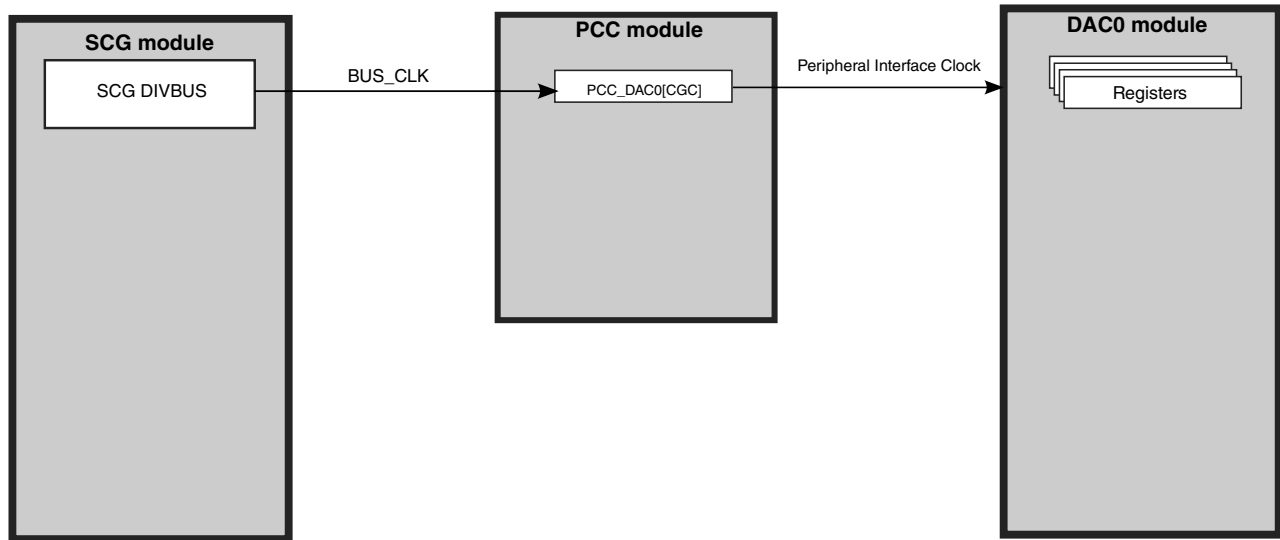 SCG module
SCG DIVBUS
BUS_CLK
PCC module
PCC_DAC0[CGC]
Peripheral Interface Clock
DAC0 module
Registers